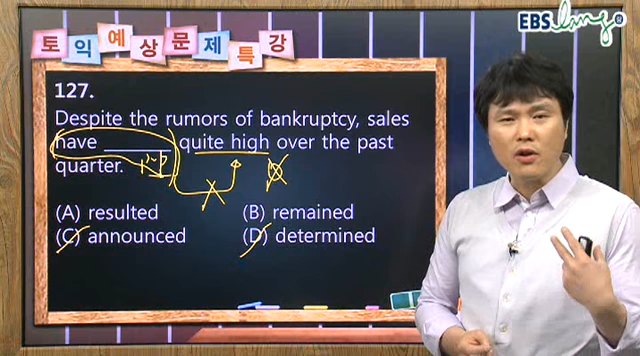 EBS lang
토익예상문제특강
127.
Despite the rumors of bankruptcy, sales
have ______ quite high over the past
quarter.
(A) resulted (B) remained
(C) announced (D) determined